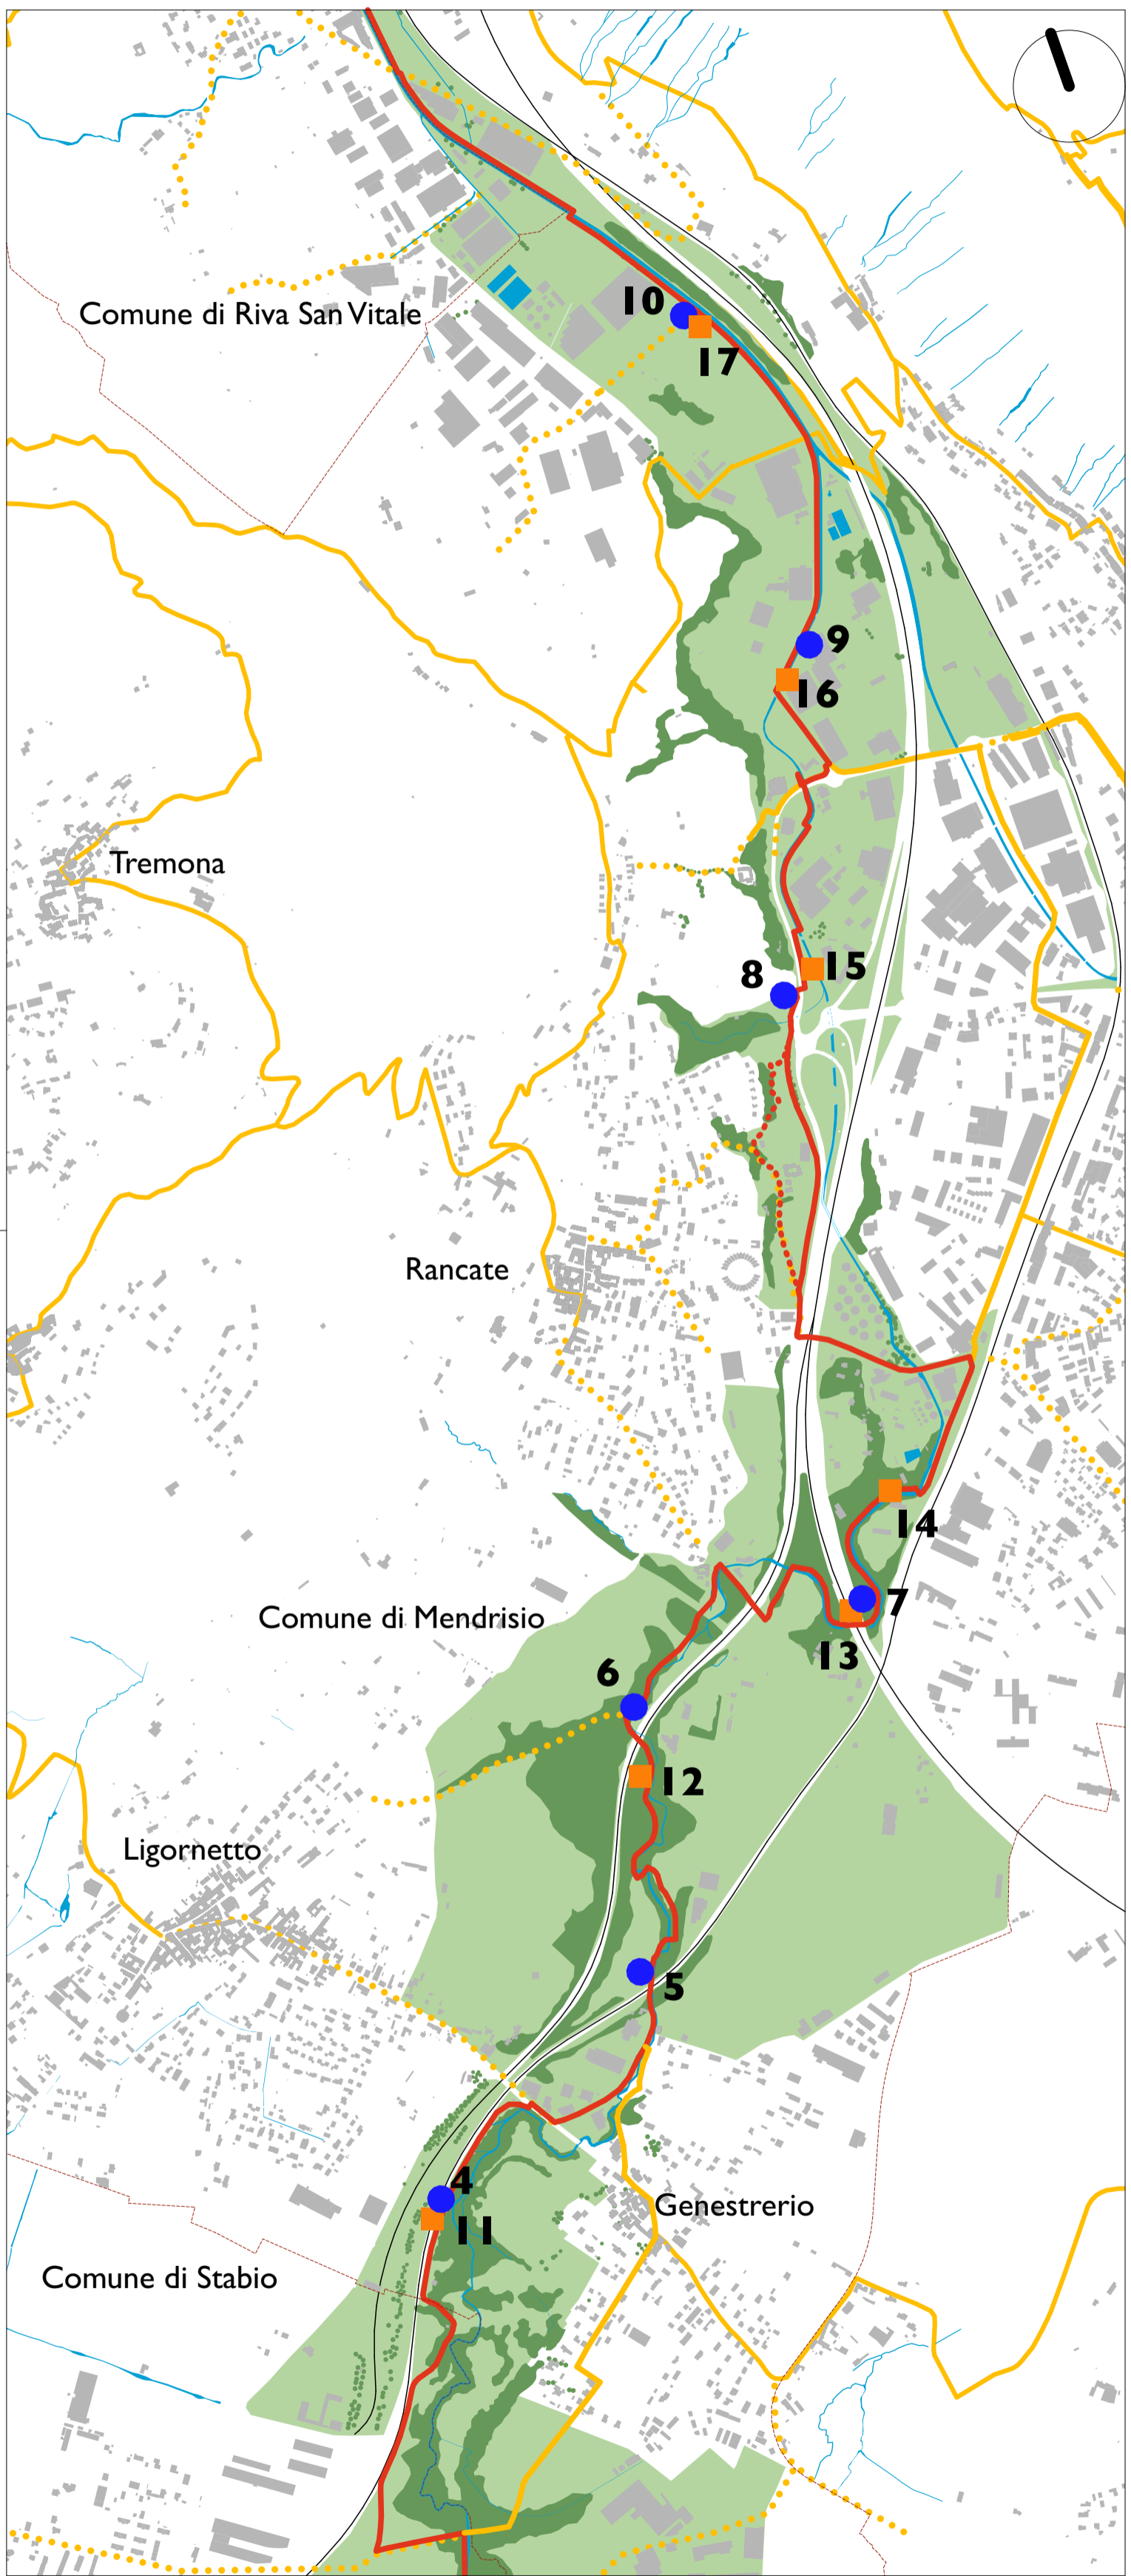 10
Comune di Riva San Vitale
17
9
16
Tremona
15
8
Rancate
14
7
Comune di Mendrisio
13
6
12
Ligornetto
5
4
Genestrerio
11
Comune di Stabio